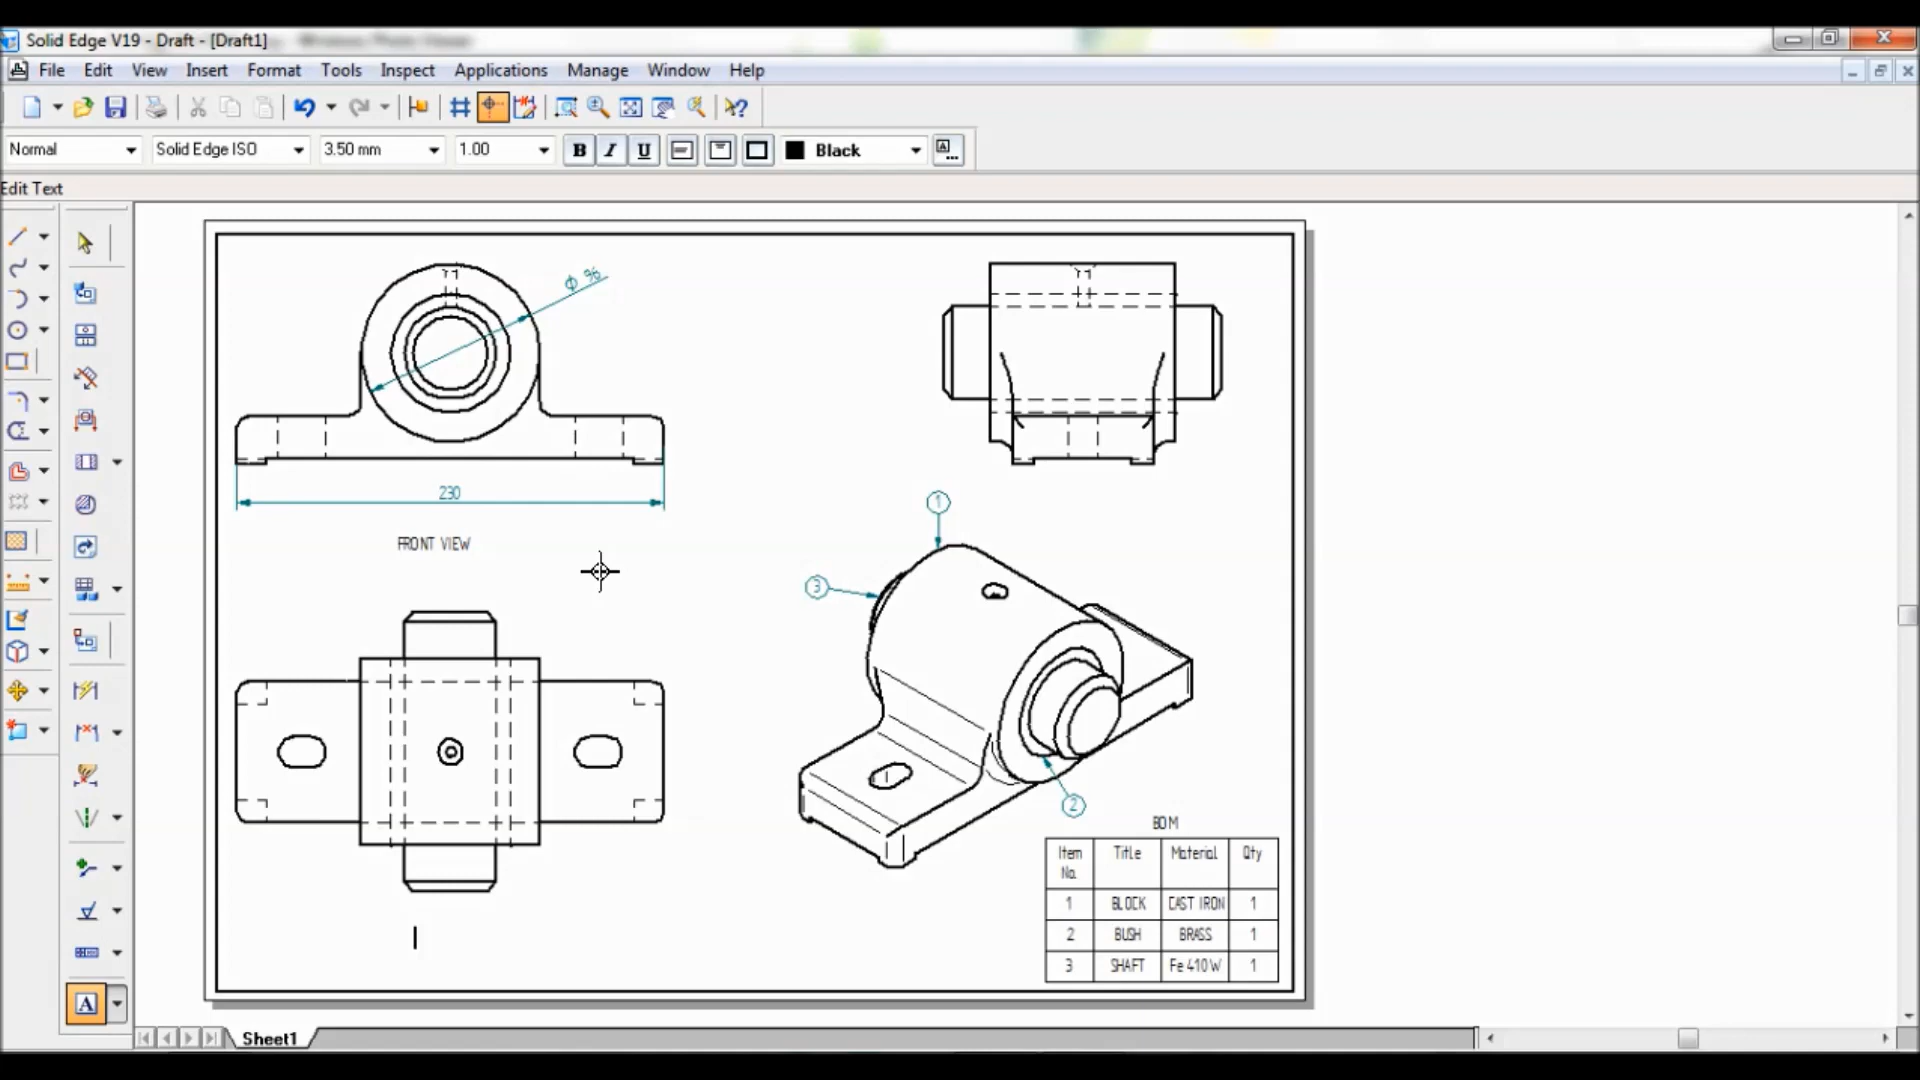 Solid Edge V19 - Draft - [Draft1]
File Edit View Insert Format Tools Inspect Applications Manage Window Help
Normal Solid Edge ISO 3.50 mm 1.00 B I U Black
Edit Text
Φ 96
230
FRONT VIEW
1
3
2
BOM
Item No. Title Material Qty
1 BLOCK CAST IRON 1
2 BUSH BRASS 1
3 SHAFT Fe 410 W 1
A
Sheet1